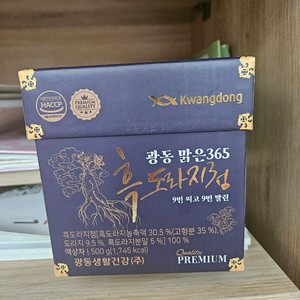 HACCP
PREMIUM QUALITY
Kwangdong
광동 맑은365
흑도라지청
9번 찌고 9번 말린
흑도라지청[흑도라지농축액 30.5 %(고형분 35 %),
도라지 9.5 %, 흑도라지분말 5 %] 100 %
액상차 | 500 g(1,745 kcal)
광동생활건강(주)
Quality
PREMIUM